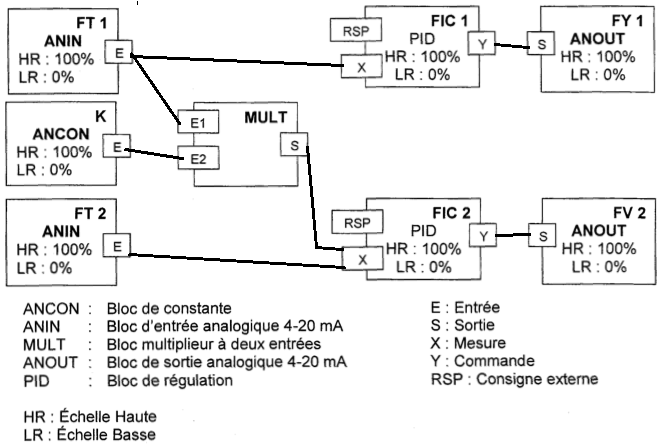 FT 1
ANIN
HR : 100%
LR : 0%
E
RSP
X
FIC 1
PID
HR : 100%
LR : 0%
Y
S
FY 1
ANOUT
HR : 100%
LR : 0%
K
ANCON
HR : 100%
LR : 0%
E
E1
E2
MULT
S
FT 2
ANIN
HR : 100%
LR : 0%
E
RSP
X
FIC 2
PID
HR : 100%
LR : 0%
Y
S
FV 2
ANOUT
HR : 100%
LR : 0%
ANCON : Bloc de constante
ANIN : Bloc d'entrée analogique 4-20 mA
MULT : Bloc multiplieur à deux entrées
ANOUT : Bloc de sortie analogique 4-20 mA
PID : Bloc de régulation
E : Entrée
S : Sortie
X : Mesure
Y : Commande
RSP : Consigne externe
HR : Échelle Haute
LR : Échelle Basse